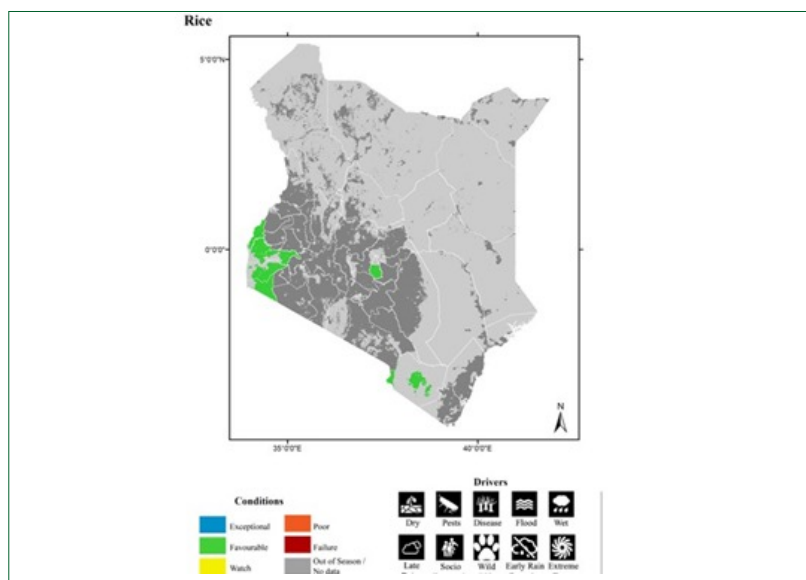 Rice
5°0'0"N
0°0'0"
N
35°0'0"E
40°0'0"E
Conditions
Exceptional
Poor
Favourable
Failure
Watch
Out of Season /
No data
Drivers
Dry
Pests
Disease
Flood
Wet
Late
Socio
Wild
Early Rain
Extreme